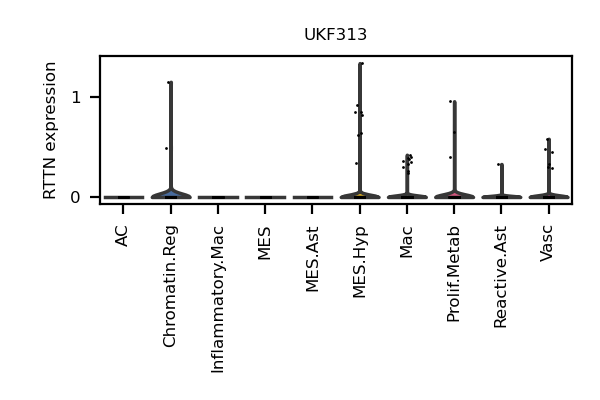 UKF313
RTTN expression
1
0
AC
Chromatin.Reg
Inflammatory.Mac
MES
MES.Ast
MES.Hyp
Mac
Prolif.Metab
Reactive.Ast
Vasc